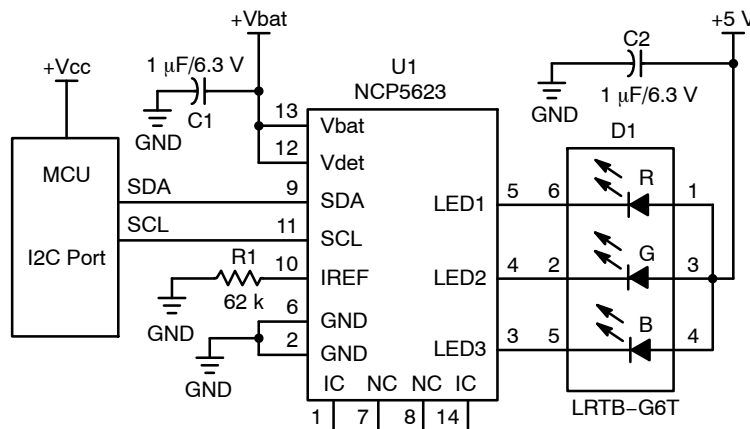 +Vbat
+5 V
+Vcc
1 μF/6.3 V
C1
GND
U1
NCP5623
C2
1 μF/6.3 V
GND
D1
MCU
I2C Port
SDA
SCL
R1
62 k
GND
GND
13
12
9
11
10
6
2
Vbat
Vdet
SDA
SCL
IREF
GND
GND
LED1
LED2
LED3
IC
NC
NC
IC
1
7
8
14
5
4
3
6
2
5
R
G
B
1
3
4
LRTB−G6T